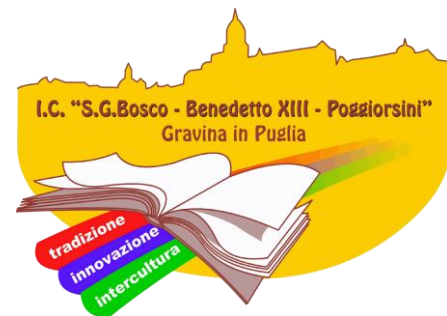 I.C. “S.G.Bosco - Benedetto XIII - Poggiorsini”
Gravina in Puglia
tradizione
innovazione
intercultura